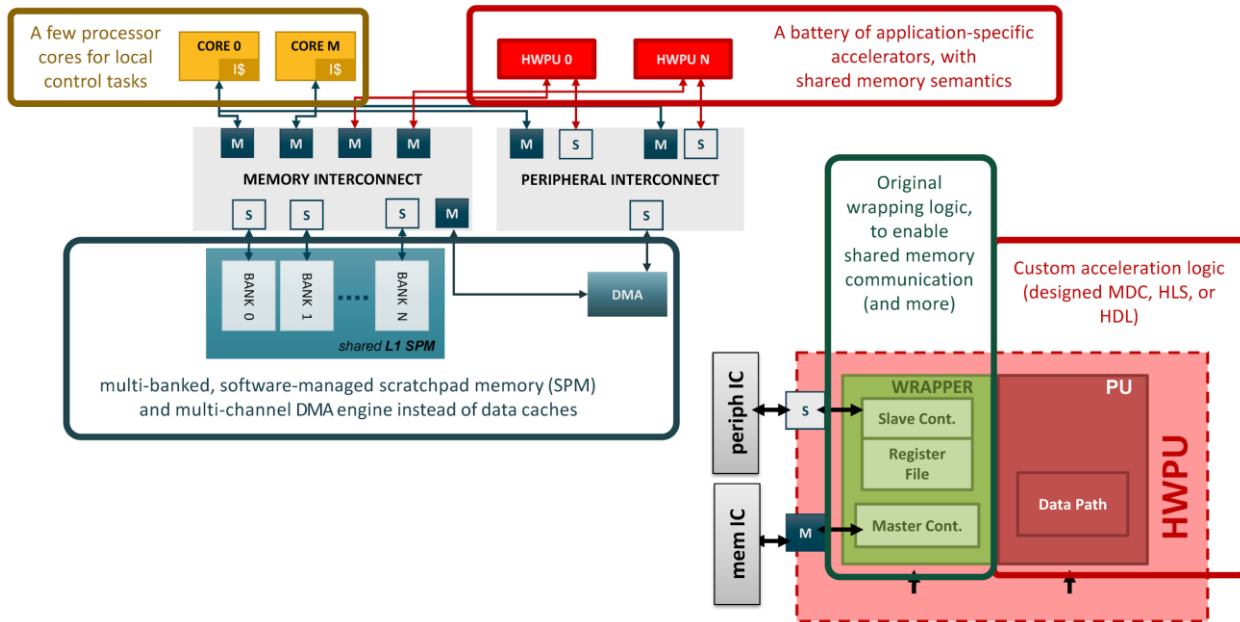 A few processor
cores for local
control tasks
CORE 0
I$
CORE M
I$
HWPU 0
HWPU N
A battery of application-specific
accelerators, with
shared memory semantics
M
M
M
M
M
S
M
S
MEMORY INTERCONNECT
PERIPHERAL INTERCONNECT
S
S
S
M
S
BANK 0
BANK 1
....
BANK N
DMA
shared L1 SPM
multi-banked, software-managed scratchpad memory (SPM)
and multi-channel DMA engine instead of data caches
Original
wrapping logic,
to enable
shared memory
communication
(and more)
Custom acceleration logic
(designed MDC, HLS, or
HDL)
periph IC
mem IC
S
M
WRAPPER
Slave Cont.
Register
File
Master Cont.
PU
Data Path
HWPU